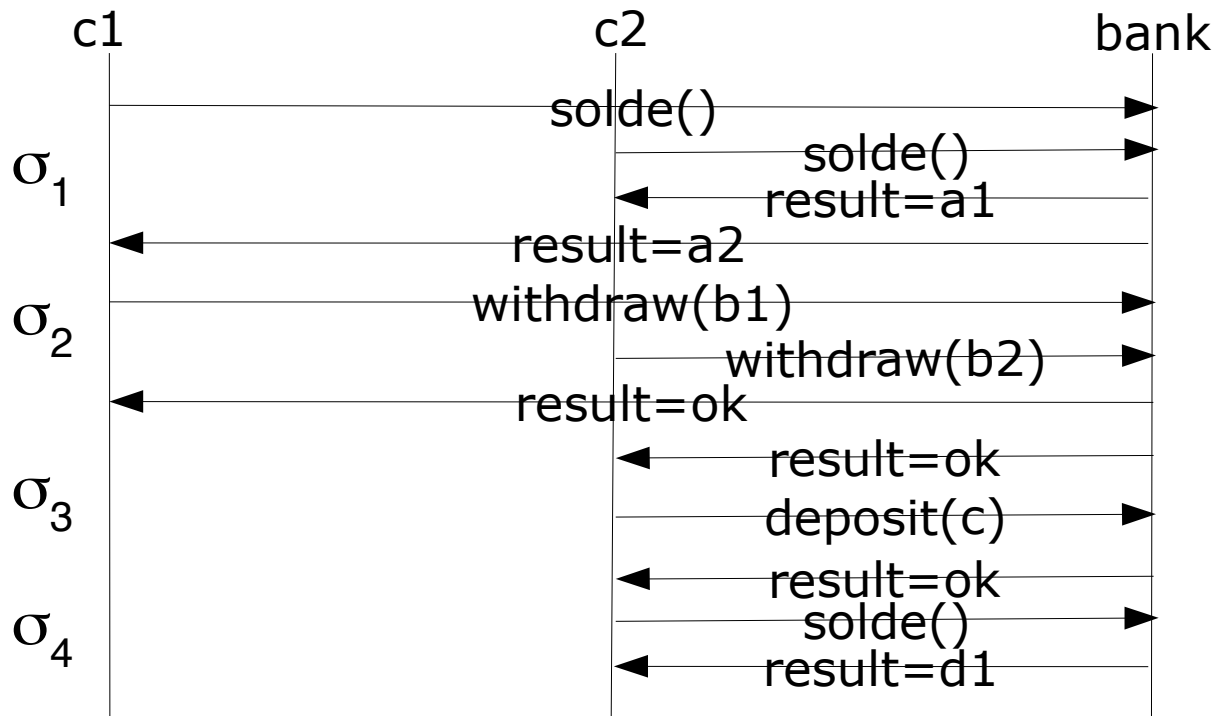 c1 c2 bank
solde()
σ1 solde()
result=a1
result=a2
σ2 withdraw(b1)
withdraw(b2)
result=ok
result=ok
σ3 deposit(c)
result=ok
σ4 solde()
result=d1